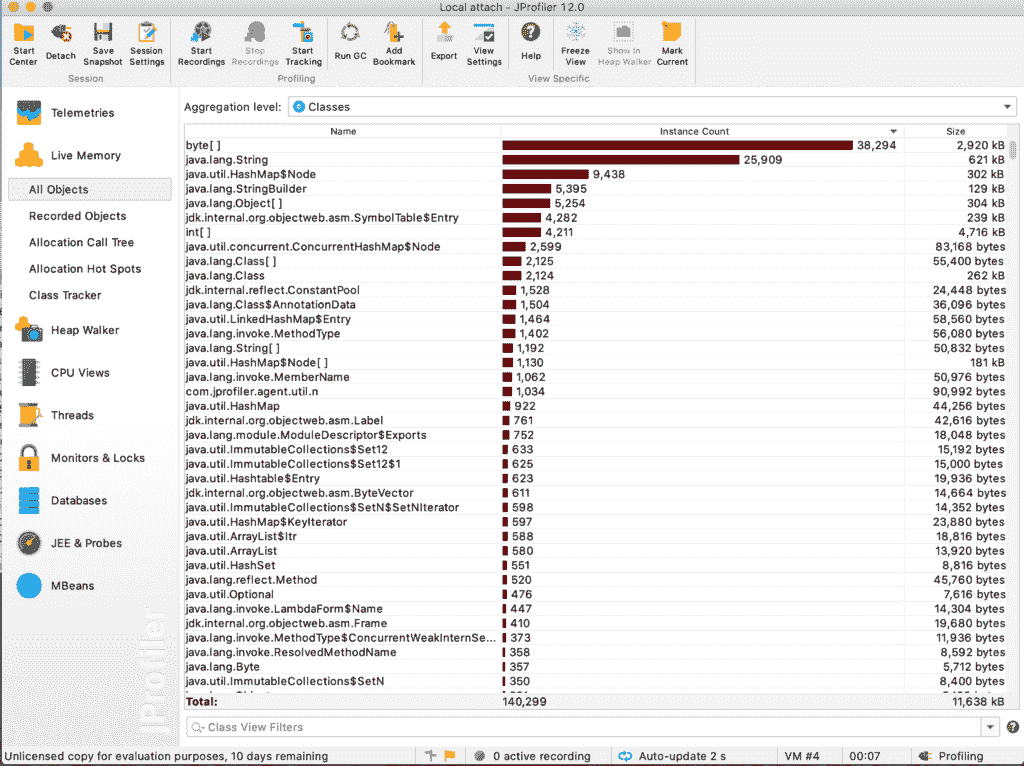 Local attach - JProfiler 12.0
Start Center
Detach
Save Snapshot
Session Settings
Start Recordings
Stop Recordings
Start Tracking
Run GC
Add Bookmark
Export
View Settings
Help
Freeze View
Show In Heap Walker
Mark Current
Session
Profiling
View Specific
Telemetries
Live Memory
All Objects
Recorded Objects
Allocation Call Tree
Allocation Hot Spots
Class Tracker
Heap Walker
CPU Views
Threads
Monitors & Locks
Databases
JEE & Probes
MBeans
JProfiler
Aggregation level: Classes
Name Instance Count Size
byte[ ] 38,294 2,920 kB
java.lang.String 25,909 621 kB
java.util.HashMap$Node 9,438 302 kB
java.lang.StringBuilder 5,395 129 kB
java.lang.Object[ ] 5,254 304 kB
jdk.internal.org.objectweb.asm.SymbolTable$Entry 4,282 239 kB
int[ ] 4,211 4,716 kB
java.util.concurrent.ConcurrentHashMap$Node 2,599 83,168 bytes
java.lang.Class[ ] 2,125 55,400 bytes
java.lang.Class 2,124 262 kB
jdk.internal.reflect.ConstantPool 1,528 24,448 bytes
java.lang.Class$AnnotationData 1,504 36,096 bytes
java.util.LinkedHashMap$Entry 1,464 58,560 bytes
java.lang.invoke.MethodType 1,402 56,080 bytes
java.lang.String[ ] 1,192 50,832 bytes
java.util.HashMap$Node[ ] 1,130 181 kB
java.lang.invoke.MemberName 1,062 50,976 bytes
com.jprofiler.agent.util.n 1,034 90,992 bytes
java.util.HashMap 922 44,256 bytes
jdk.internal.org.objectweb.asm.Label 761 42,616 bytes
java.lang.module.ModuleDescriptor$Exports 752 18,048 bytes
java.util.ImmutableCollections$Set12 633 15,192 bytes
java.util.ImmutableCollections$Set12$1 625 15,000 bytes
java.util.Hashtable$Entry 623 19,936 bytes
jdk.internal.org.objectweb.asm.ByteVector 611 14,664 bytes
java.util.ImmutableCollections$SetN$SetNIterator 598 14,352 bytes
java.util.HashMap$KeyIterator 597 23,880 bytes
java.util.ArrayList$Itr 588 18,816 bytes
java.util.ArrayList 580 13,920 bytes
java.util.HashSet 551 8,816 bytes
java.lang.reflect.Method 520 45,760 bytes
java.util.Optional 476 7,616 bytes
java.lang.invoke.LambdaForm$Name 447 14,304 bytes
jdk.internal.org.objectweb.asm.Frame 410 19,680 bytes
java.lang.invoke.MethodType$ConcurrentWeakInternSe... 373 11,936 bytes
java.lang.invoke.ResolvedMethodName 358 8,592 bytes
java.lang.Byte 357 5,712 bytes
java.util.ImmutableCollections$SetN 350 8,400 bytes
Total: 140,299 11,638 kB
Class View Filters
Unlicensed copy for evaluation purposes, 10 days remaining 0 active recording Auto-update 2 s VM #4 00:07 Profiling